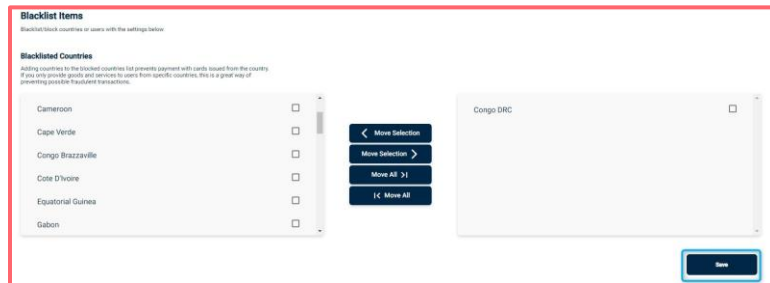 Blacklist Items
Blacklist/block countries or users with the settings below
Blacklisted Countries
Adding countries to the blocked countries list prevents payment with cards issued from the country.
If you only provide goods and services to users from specific countries, this is a great way of
preventing possible fraudulent transactions.
Cameroon
Cape Verde
Congo Brazzaville
Cote D'Ivoire
Equatorial Guinea
Gabon
Move Selection
Move Selection
Move All
Move All
Congo DRC
Save